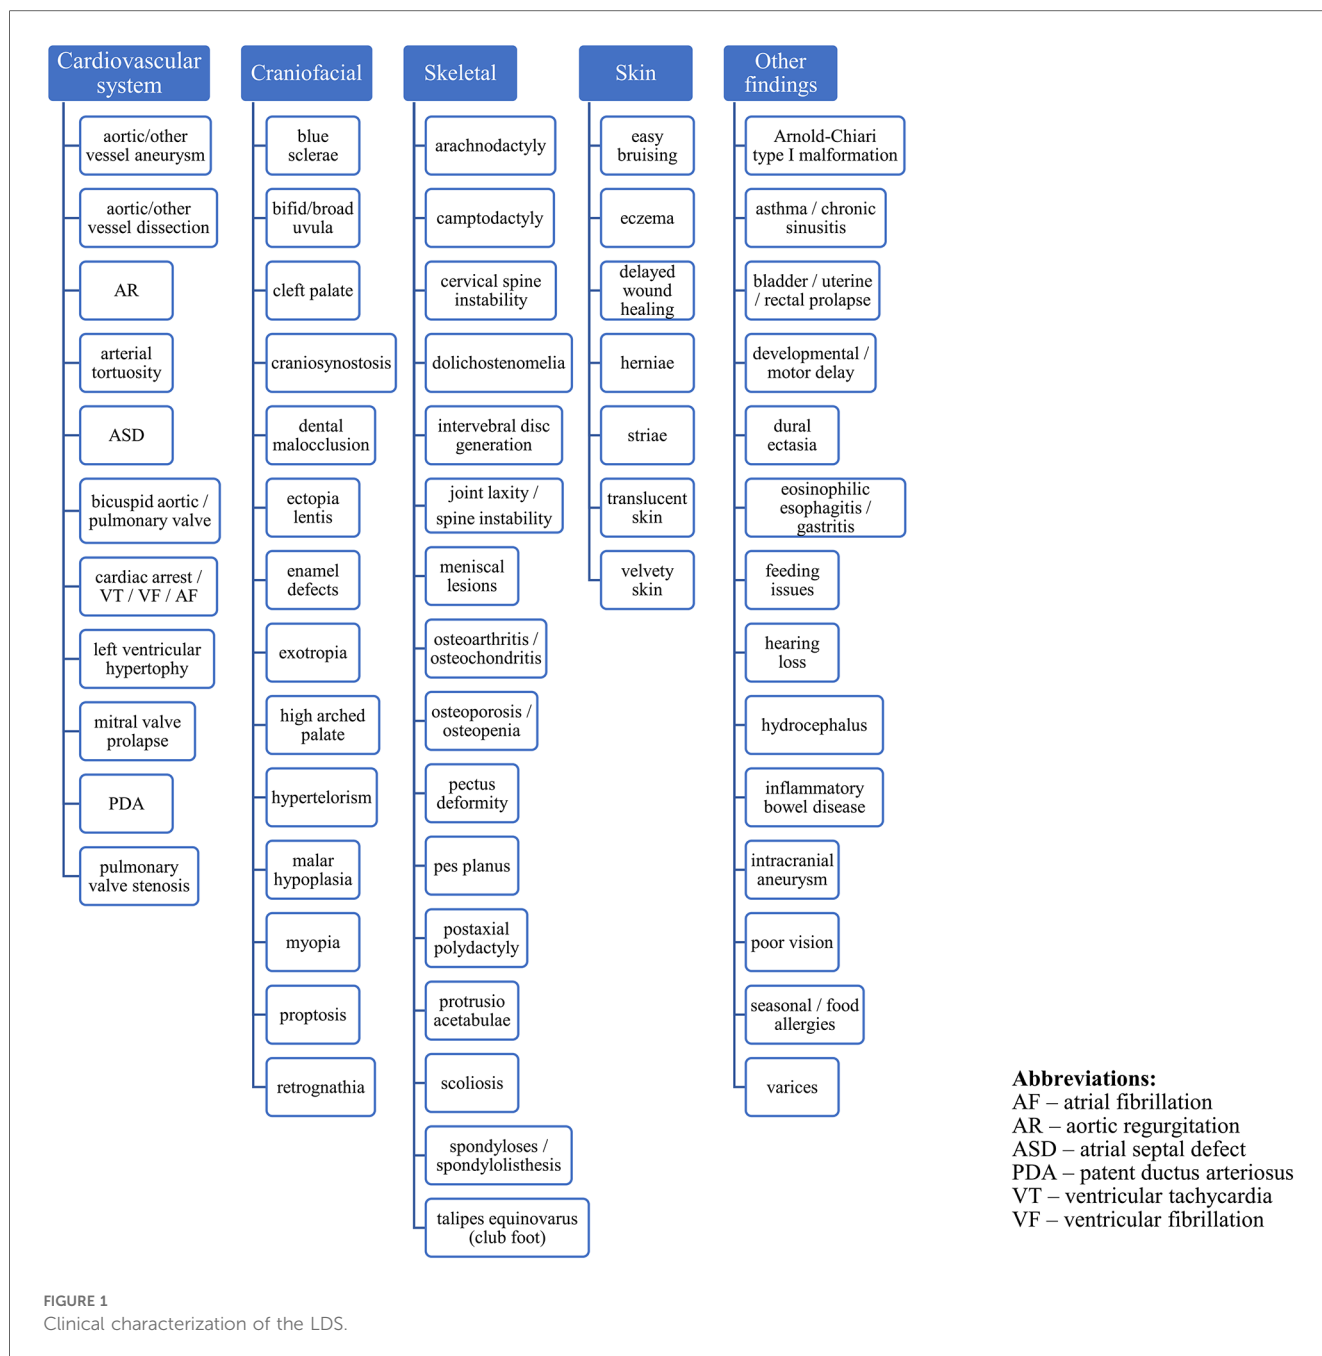 Cardiovascular
system
aortic/other
vessel aneurysm
aortic/other
vessel dissection
AR
arterial
tortuosity
ASD
bicuspid aortic /
pulmonary valve
cardiac arrest /
VT / VF / AF
left ventricular
hypertophy
mitral valve
prolapse
PDA
pulmonary
valve stenosis
Craniofacial
blue
sclerae
bifid/broad
uvula
cleft palate
craniosynostosis
dental
malocclusion
ectopia
lentis
enamel
defects
exotropia
high arched
palate
hypertelorism
malar
hypoplasia
myopia
proptosis
retrognathia
Skeletal
arachnodactyly
camptodactyly
cervical spine
instability
dolichostenomelia
intervebral disc
generation
joint laxity /
spine instability
meniscal
lesions
osteoarthritis /
osteochondritis
osteoporosis /
osteopenia
pectus
deformity
pes planus
postaxial
polydactyly
protrusio
acetabulae
scoliosis
spondyloses /
spondylolisthesis
talipes equinovarus
(club foot)
Skin
easy
bruising
eczema
delayed
wound
healing
herniae
striae
translucent
skin
velvety
skin
Other
findings
Arnold-Chiari
type I malformation
asthma / chronic
sinusitis
bladder / uterine
/ rectal prolapse
developmental /
motor delay
dural
ectasia
eosinophilic
esophagitis /
gastritis
feeding
issues
hearing
loss
hydrocephalus
inflammatory
bowel disease
intracranial
aneurysm
poor vision
seasonal / food
allergies
varices
Abbreviations:
AF – atrial fibrillation
AR – aortic regurgitation
ASD – atrial septal defect
PDA – patent ductus arteriosus
VT – ventricular tachycardia
VF – ventricular fibrillation
FIGURE 1
Clinical characterization of the LDS.